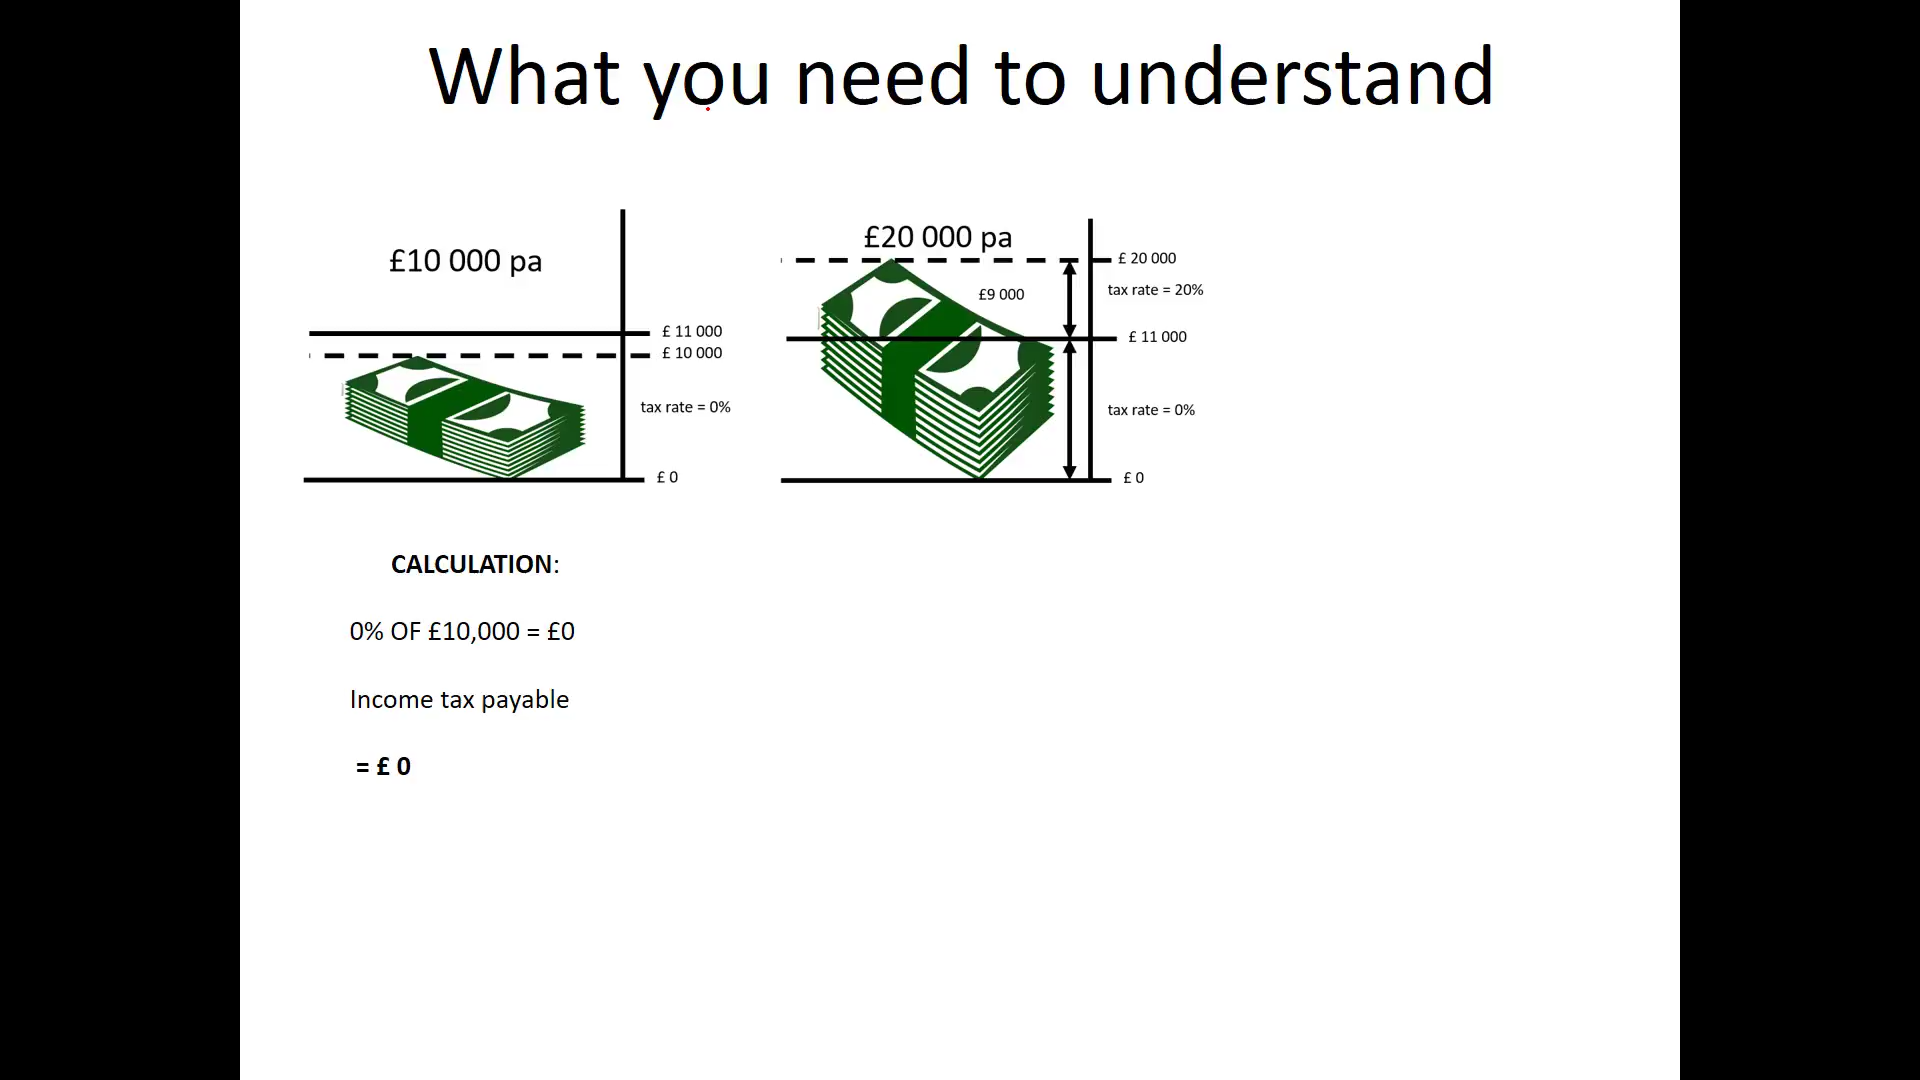 What you need to understand
£10 000 pa
£ 11 000
£ 10 000
tax rate = 0%
£ 0
£20 000 pa
£ 20 000
£9 000
tax rate = 20%
£ 11 000
tax rate = 0%
£ 0
CALCULATION:
0% OF £10,000 = £0
Income tax payable
= £ 0